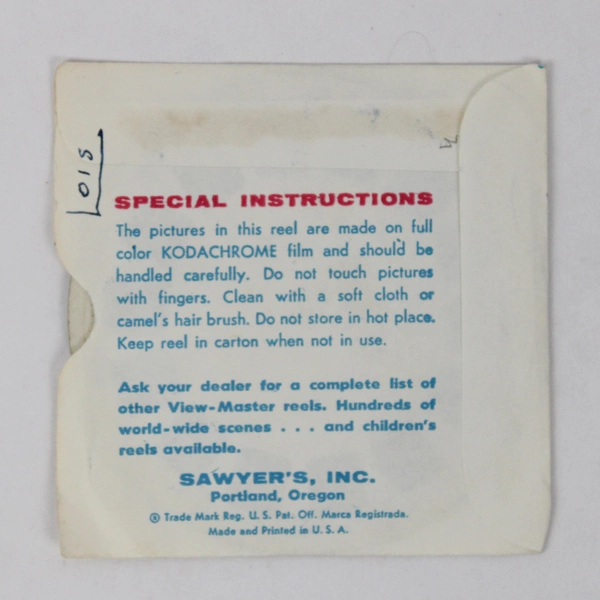 SPECIAL INSTRUCTIONS
The pictures in this reel are made on full
color KODACHROME film and should be
handled carefully. Do not touch pictures
with fingers. Clean with a soft cloth or
camel's hair brush. Do not store in hot place.
Keep reel in carton when not in use.
Ask your dealer for a complete list of
other View-Master reels. Hundreds of
world-wide scenes . . . and children's
reels available.
SAWYER'S, INC.
Portland, Oregon
® Trade Mark Reg. U. S. Pat. Off. Marca Registrada.
Made and Printed in U. S. A.